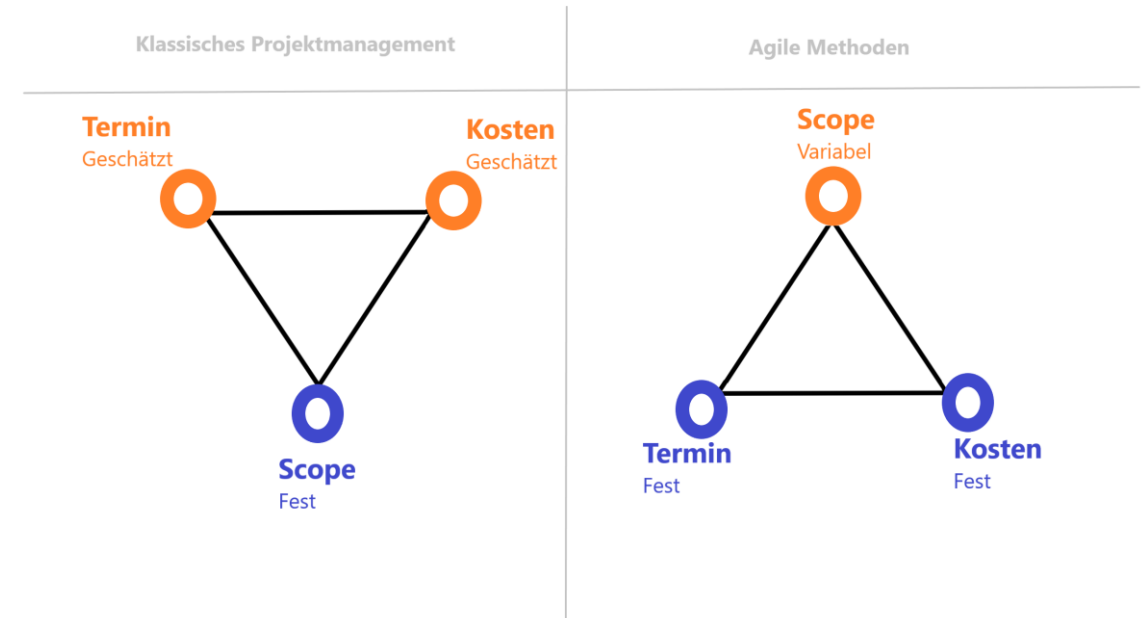 Klassisches Projektmanagement
Agile Methoden
Termin
Geschätzt
Kosten
Geschätzt
Scope
Fest
Scope
Variabel
Termin
Fest
Kosten
Fest